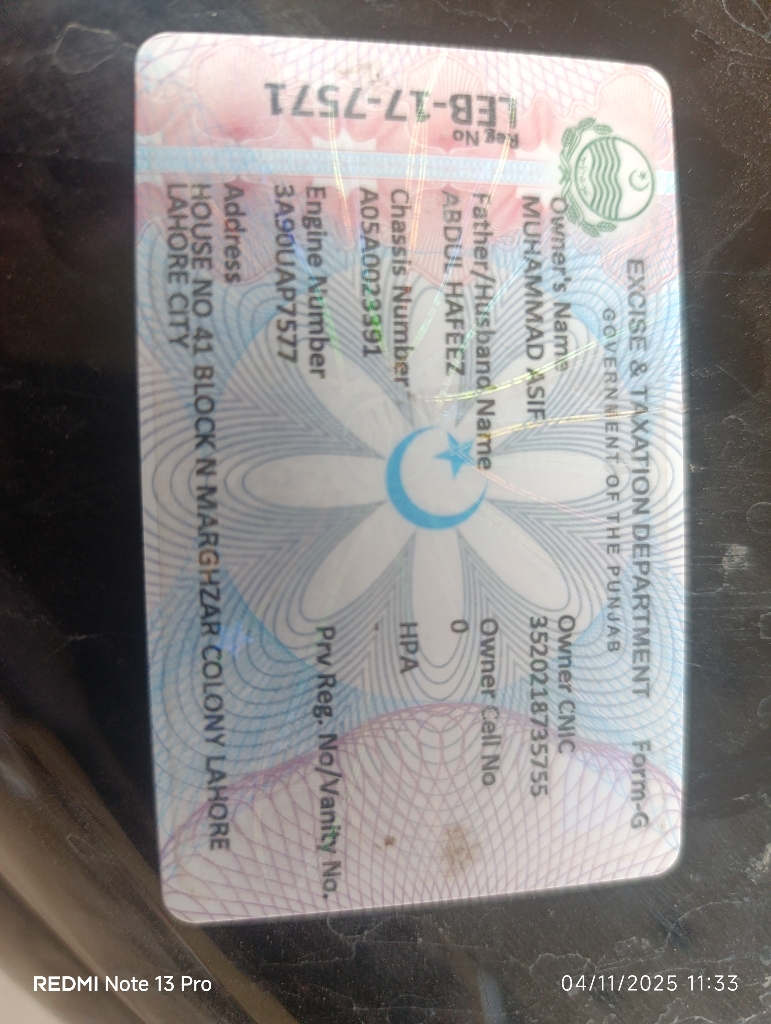 EXCISE & TAXATION DEPARTMENT Form-G
GOVERNMENT OF THE PUNJAB
Reg No
LEB-17-7571
Owner's Name
MUHAMMAD ASIF
Owner CNIC
3520218735755
Father/Husband Name
ABDUL HAFEEZ
Owner Cell No
0
Chassis Number
A05A0023391
HPA
.
Engine Number
3A90UAP7577
Prv Reg. No/Vanity No.
Address
HOUSE NO 41 BLOCK N MARGHZAR COLONY LAHORE
LAHORE CITY
REDMI Note 13 Pro
04/11/2025 11:33